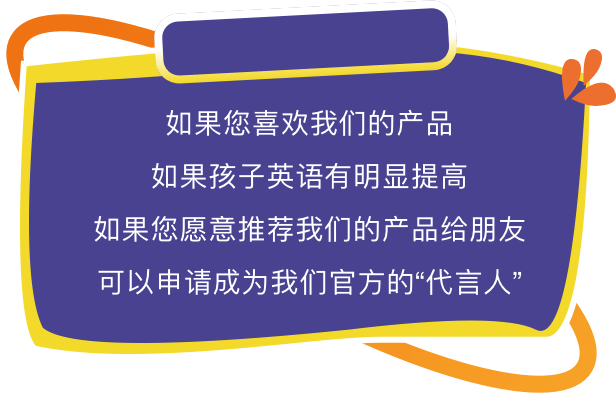 如果您喜欢我们的产品
如果孩子英语有明显提高
如果您愿意推荐我们的产品给朋友
可以申请成为我们官方的“代言人”